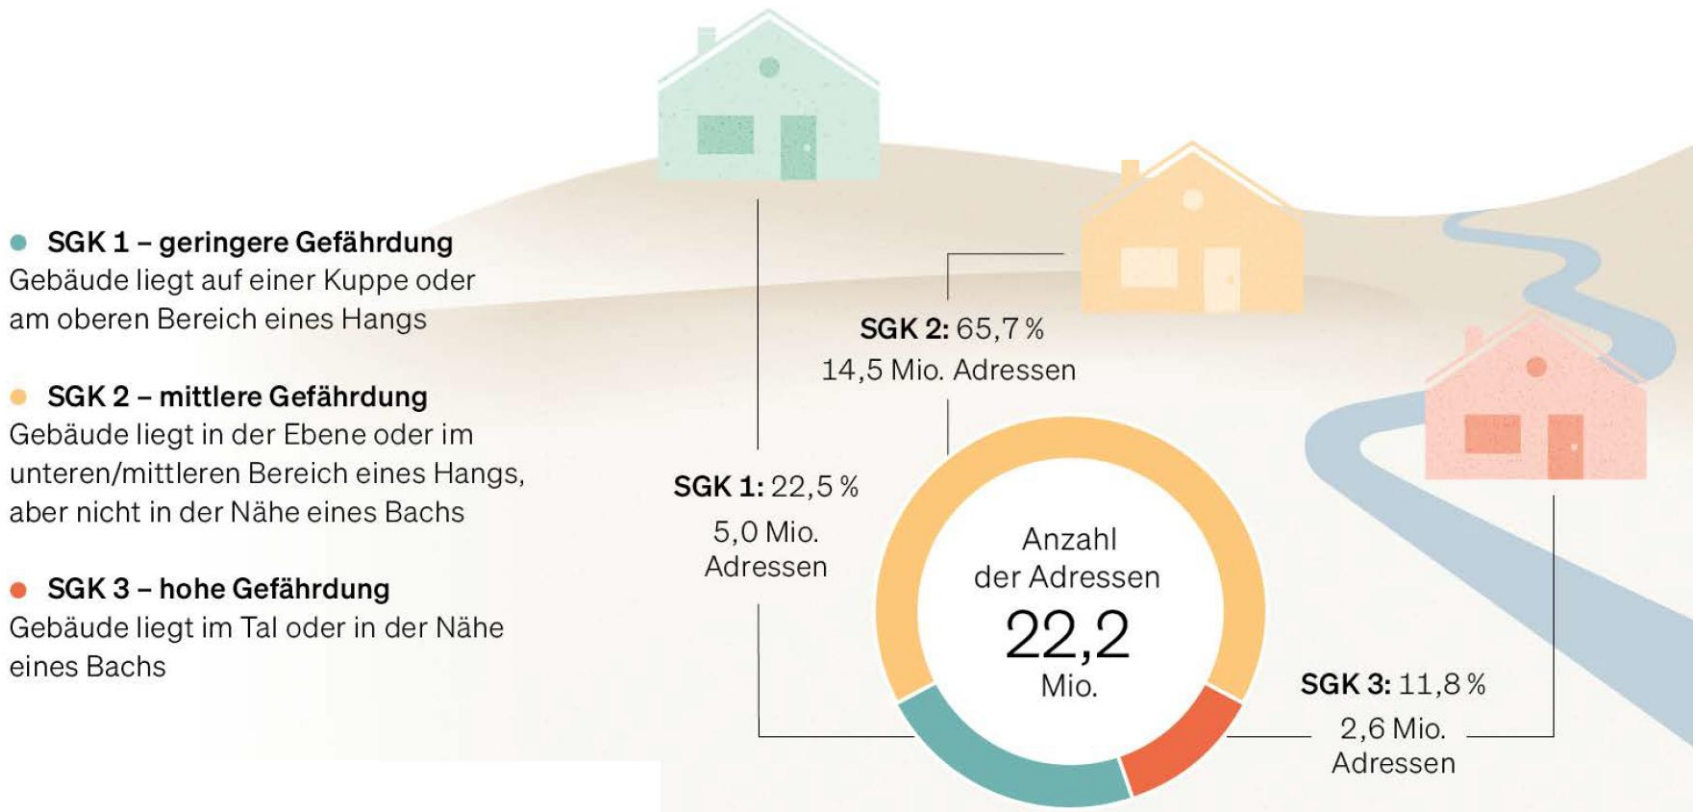 SGK 1 – geringere Gefährdung
Gebäude liegt auf einer Kuppe oder
am oberen Bereich eines Hangs
SGK 2 – mittlere Gefährdung
Gebäude liegt in der Ebene oder im
unteren/mittleren Bereich eines Hangs,
aber nicht in der Nähe eines Bachs
SGK 3 – hohe Gefährdung
Gebäude liegt im Tal oder in der Nähe
eines Bachs
SGK 2: 65,7 %
14,5 Mio. Adressen
SGK 1: 22,5 %
5,0 Mio.
Adressen
Anzahl
der Adressen
22,2
Mio.
SGK 3: 11,8 %
2,6 Mio.
Adressen